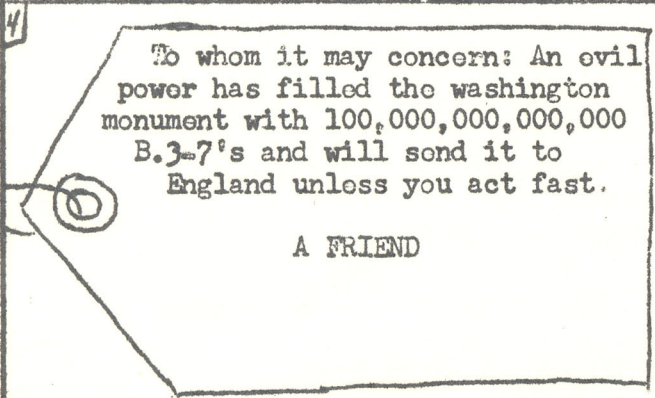 4
To whom it may concern: An evil
power has filled the washington
monument with 100,000,000,000,000
B.3-7's and will send it to
England unless you act fast.
A FRIEND